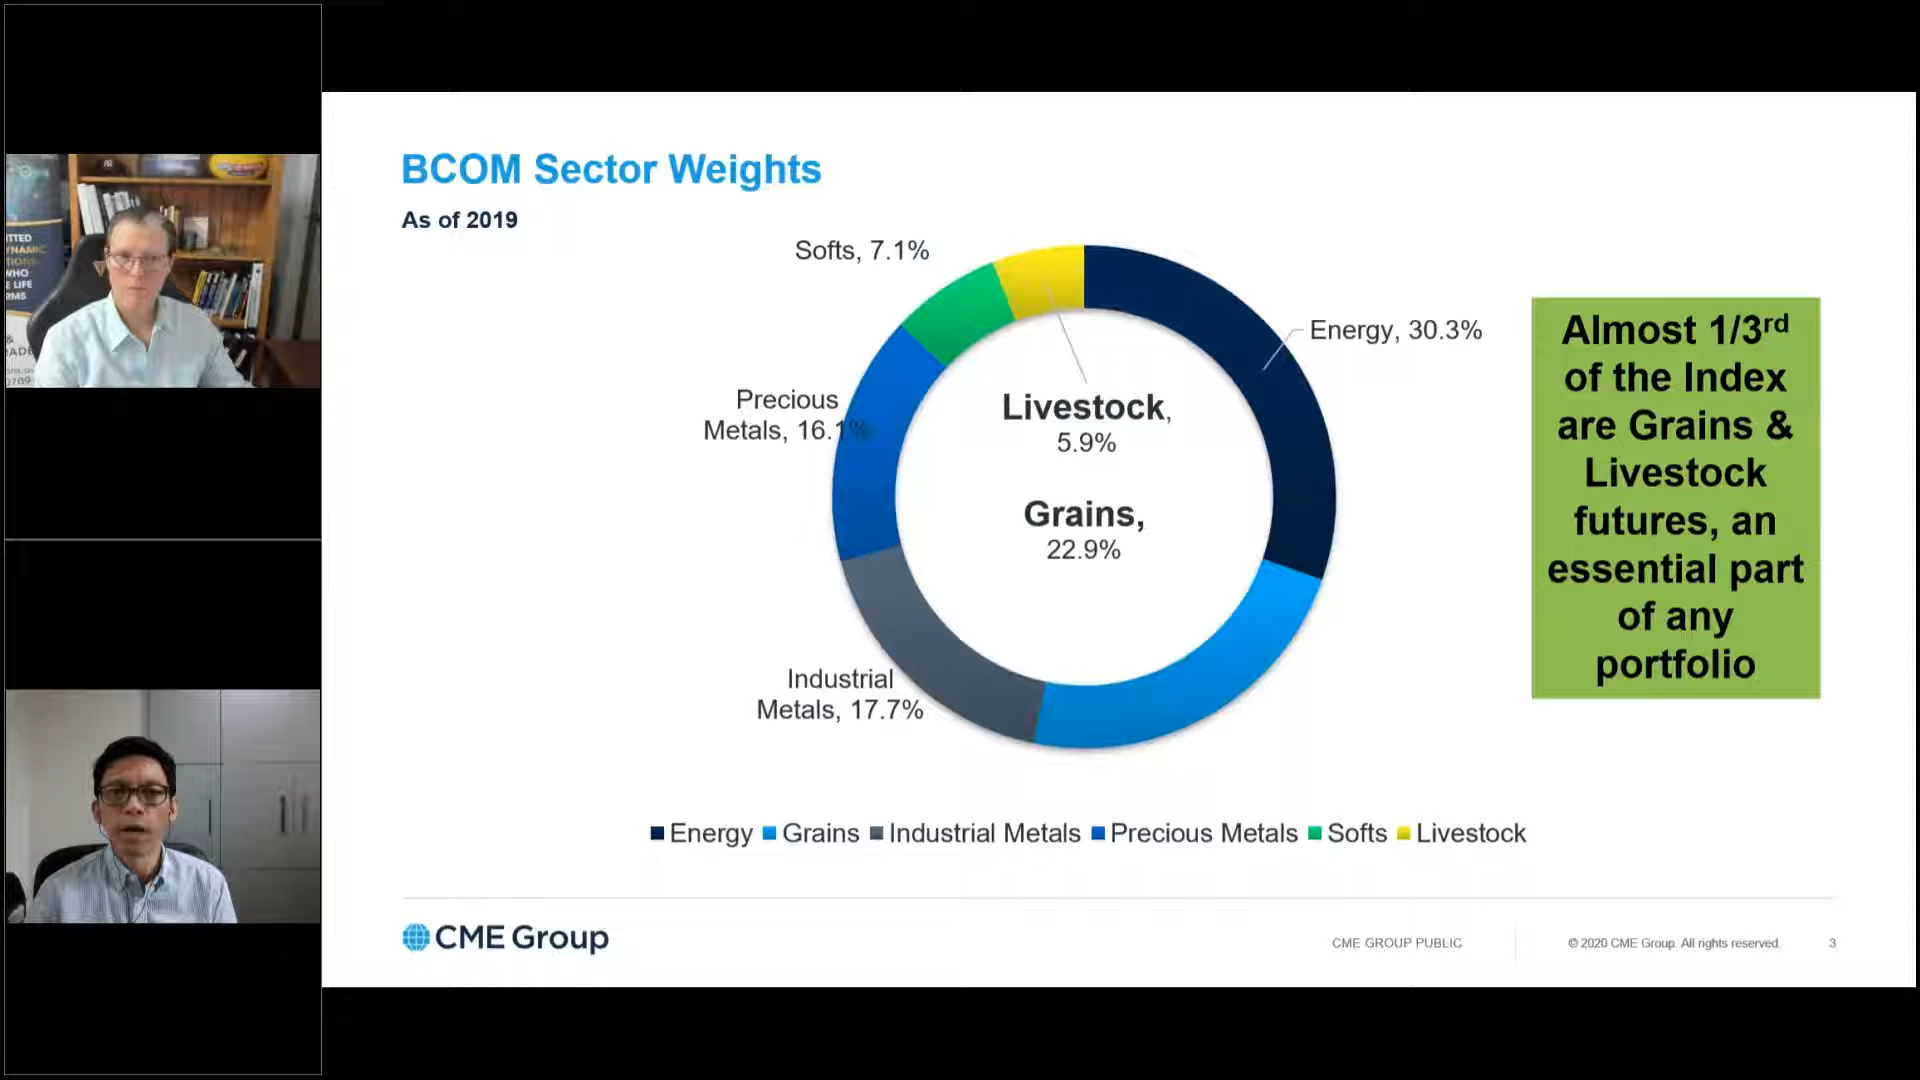 BCOM Sector Weights
As of 2019
Softs, 7.1%
Energy, 30.3%
Precious
Metals, 16.1%
Livestock,
5.9%
Grains,
22.9%
Industrial
Metals, 17.7%
Almost 1/3rd
of the Index
are Grains &
Livestock
futures, an
essential part
of any
portfolio
Energy Grains Industrial Metals Precious Metals Softs Livestock
CME Group
CME GROUP PUBLIC
© 2020 CME Group. All rights reserved.
3
WHO